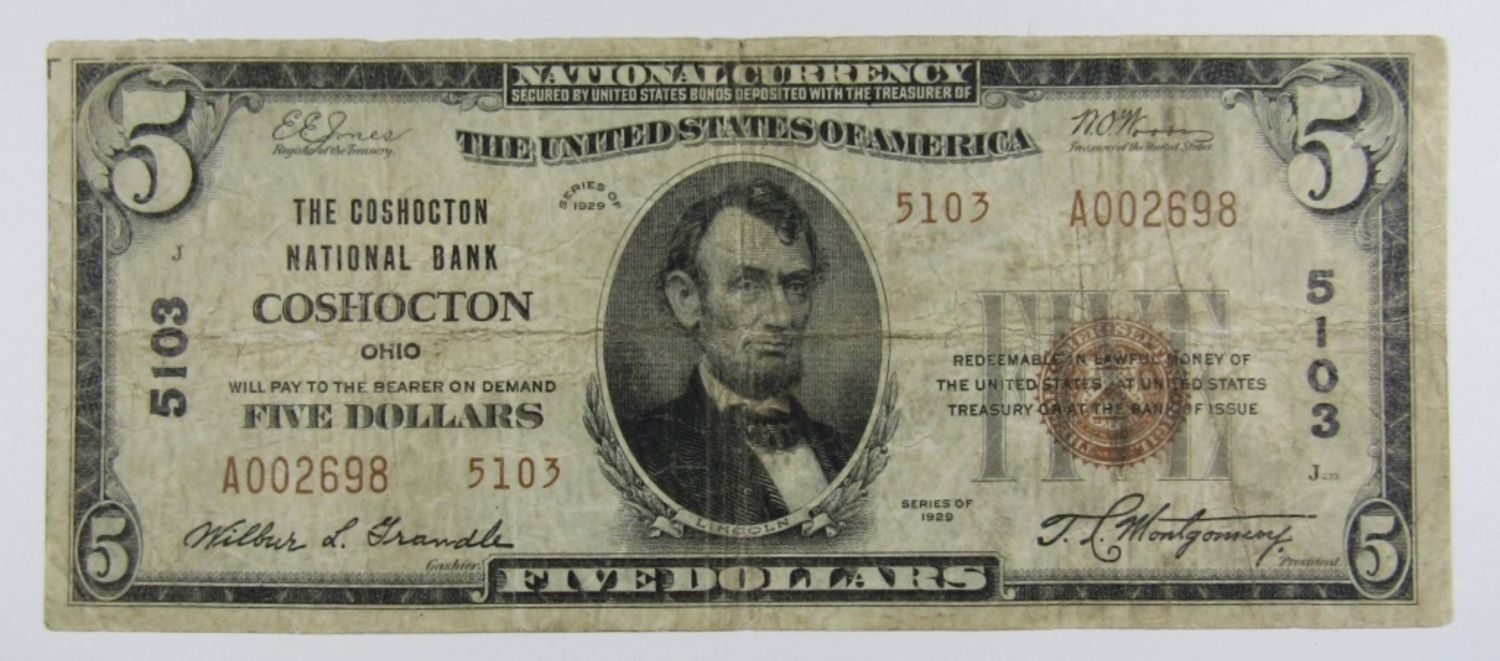 NATIONAL CURRENCY
SECURED BY UNITED STATES BONDS DEPOSITED WITH THE TREASURER OF
THE UNITED STATES OF AMERICA
5
5
E E Jones
Register of the Treasury.
W. O. Woods
Treasurer of the United States.
SERIES OF
1929
5103 A002698
THE COSHOCTON
NATIONAL BANK
COSHOCTON
OHIO
WILL PAY TO THE BEARER ON DEMAND
FIVE DOLLARS
J
5103
5103
FIVE
REDEEMABLE IN LAWFUL MONEY OF
THE UNITED STATES AT UNITED STATES
TREASURY OR AT THE BANK OF ISSUE
A002698 5103
SERIES OF
1929
LINCOLN
Wilbur L. Grandle
Cashier.
T. L. Montgomery
President.
5
FIVE DOLLARS
5